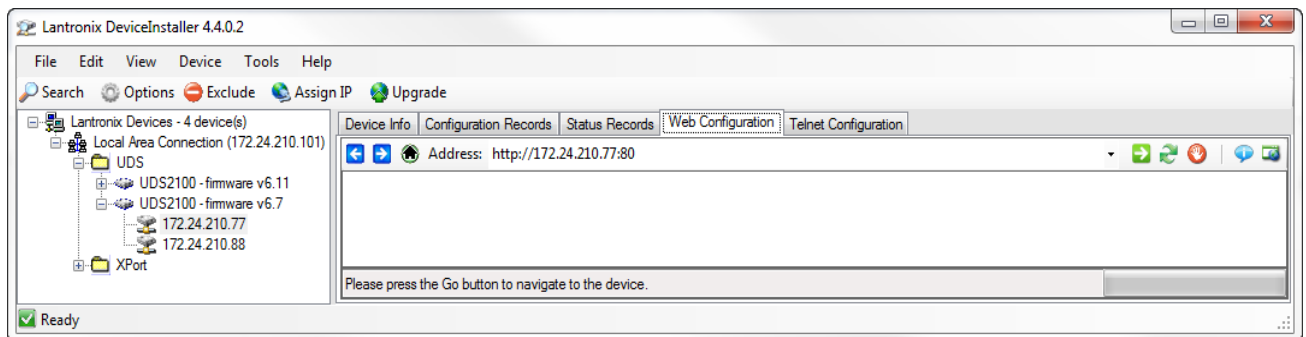 Lantronix DeviceInstaller 4.4.0.2
File Edit View Device Tools Help
Search Options Exclude Assign IP Upgrade
Lantronix Devices - 4 device(s)
Local Area Connection (172.24.210.101)
UDS
UDS2100 - firmware v6.11
UDS2100 - firmware v6.7
172.24.210.77
172.24.210.88
XPort
Device Info Configuration Records Status Records Web Configuration Telnet Configuration
Address: http://172.24.210.77:80
Please press the Go button to navigate to the device.
Ready